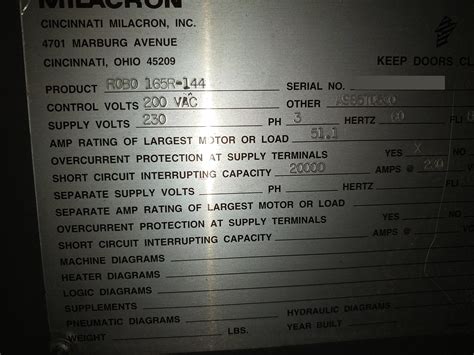 MILACRON
CINCINNATI MILACRON, INC.
4701 MARBURG AVENUE
CINCINNATI, OHIO 45209
KEEP DOORS CL
PRODUCT ROBO 165R-144 SERIAL NO.
CONTROL VOLTS 200 VAC OTHER
SUPPLY VOLTS 230 PH 3 HERTZ 60 FL
AMP RATING OF LARGEST MOTOR OR LOAD 51.1
OVERCURRENT PROTECTION AT SUPPLY TERMINALS YES X NO
SHORT CIRCUIT INTERRUPTING CAPACITY 20000 AMPS @ 230
SEPARATE SUPPLY VOLTS PH HERTZ FL
SEPARATE AMP RATING OF LARGEST MOTOR OR LOAD
OVERCURRENT PROTECTION AT SUPPLY TERMINALS YES NO
SHORT CIRCUIT INTERRUPTING CAPACITY AMPS @
MACHINE DIAGRAMS
HEATER DIAGRAMS
LOGIC DIAGRAMS
SUPPLEMENTS
PNEUMATIC DIAGRAMS HYDRAULIC DIAGRAMS
WEIGHT LBS. YEAR BUILT